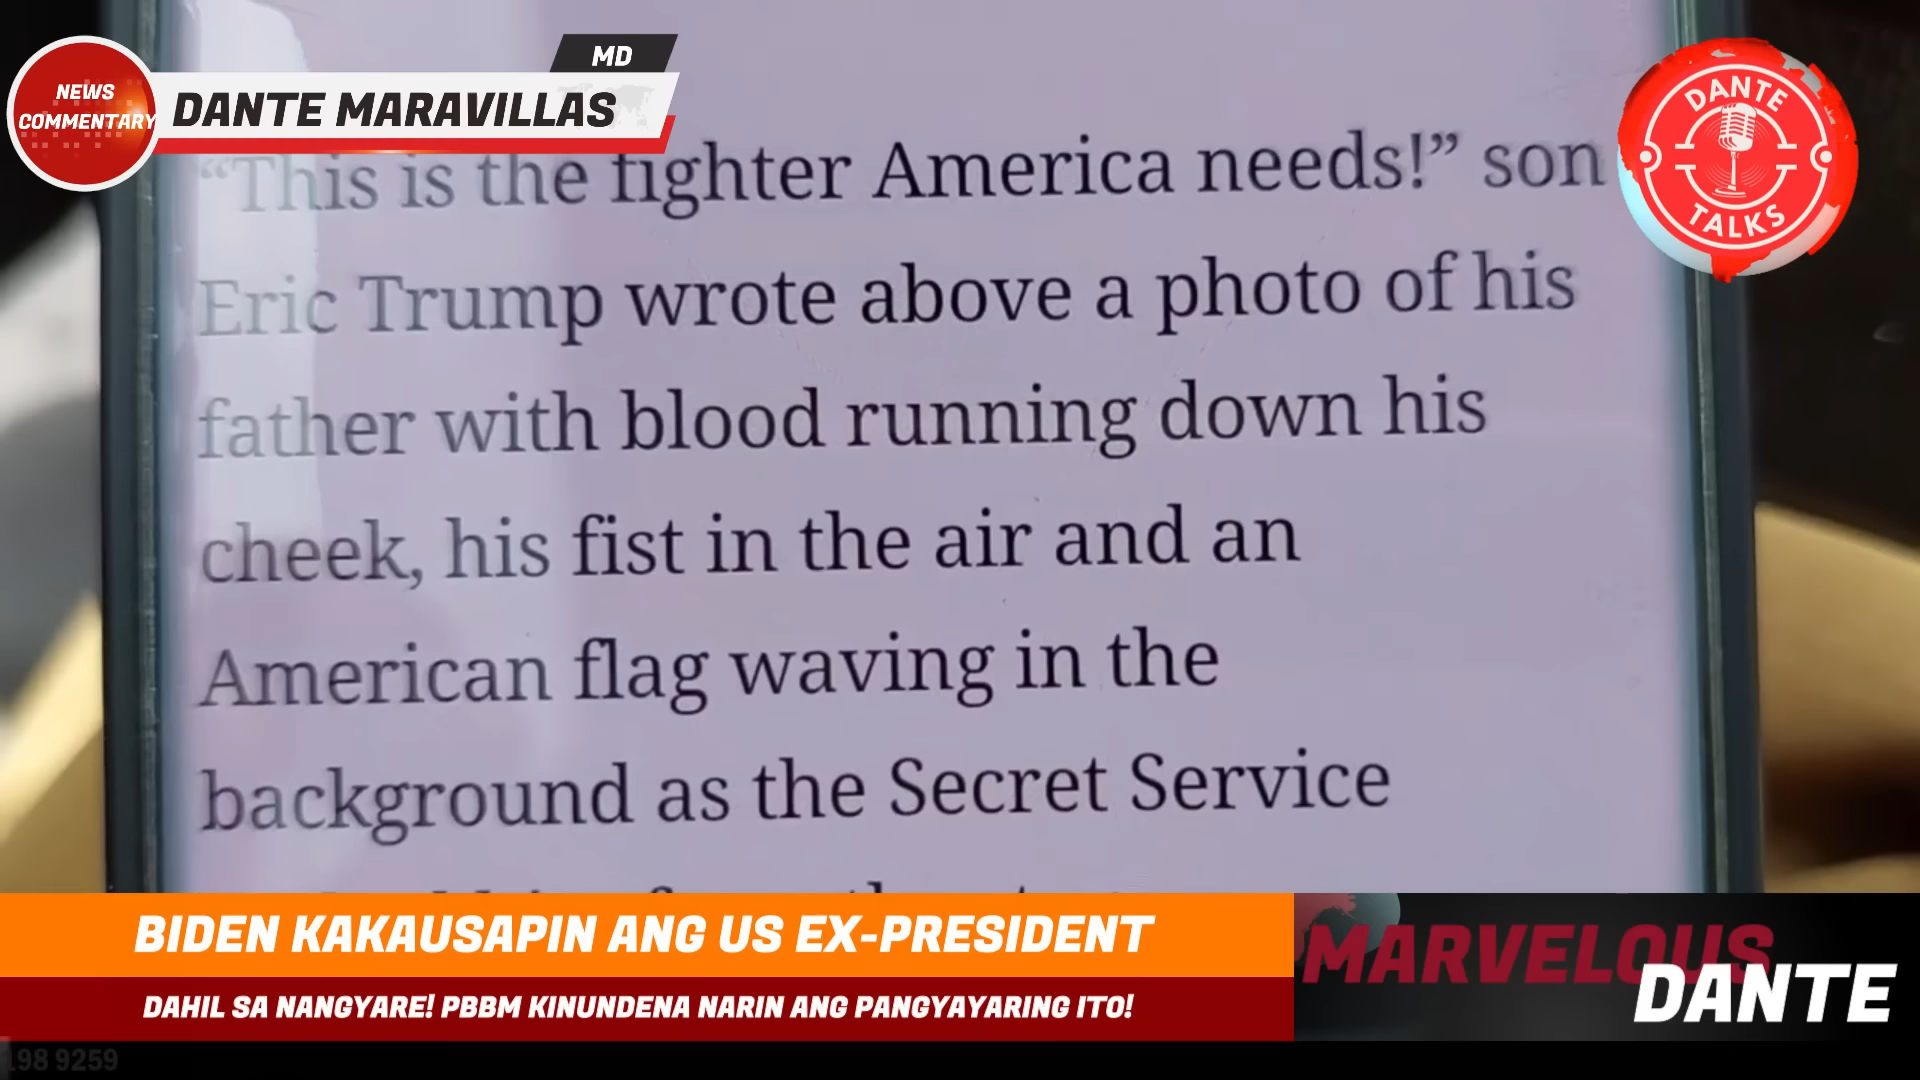 MD
NEWS
COMMENTARY
DANTE MARAVILLAS
DANTE
TALKS
“This is the fighter America needs!” son
Eric Trump wrote above a photo of his
father with blood running down his
cheek, his fist in the air and an
American flag waving in the
background as the Secret Service
BIDEN KAKAUSAPIN ANG US EX-PRESIDENT
DAHIL SA NANGYARE! PBBM KINUNDENA NARIN ANG PANGYAYARING ITO!
MARVELOUS
DANTE
198 9259